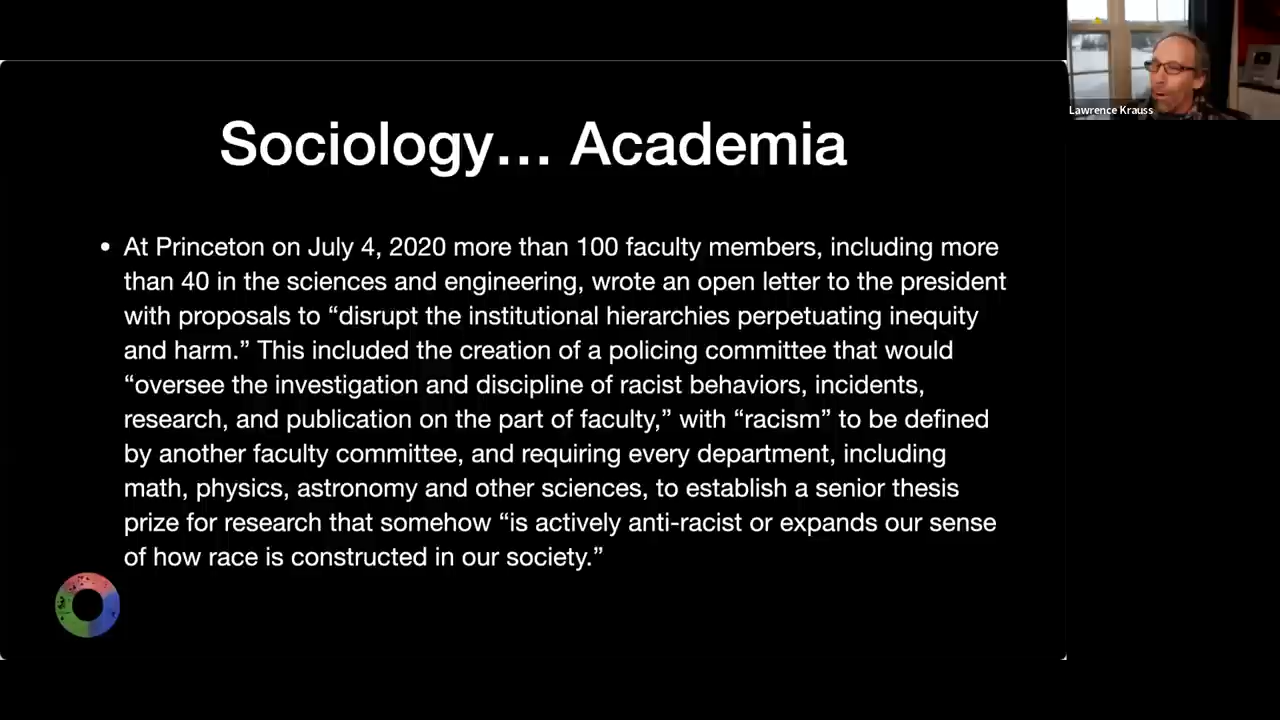 Lawrence Krauss
Sociology... Academia
• At Princeton on July 4, 2020 more than 100 faculty members, including more
than 40 in the sciences and engineering, wrote an open letter to the president
with proposals to “disrupt the institutional hierarchies perpetuating inequity
and harm.” This included the creation of a policing committee that would
“oversee the investigation and discipline of racist behaviors, incidents,
research, and publication on the part of faculty,” with “racism” to be defined
by another faculty committee, and requiring every department, including
math, physics, astronomy and other sciences, to establish a senior thesis
prize for research that somehow “is actively anti-racist or expands our sense
of how race is constructed in our society.”